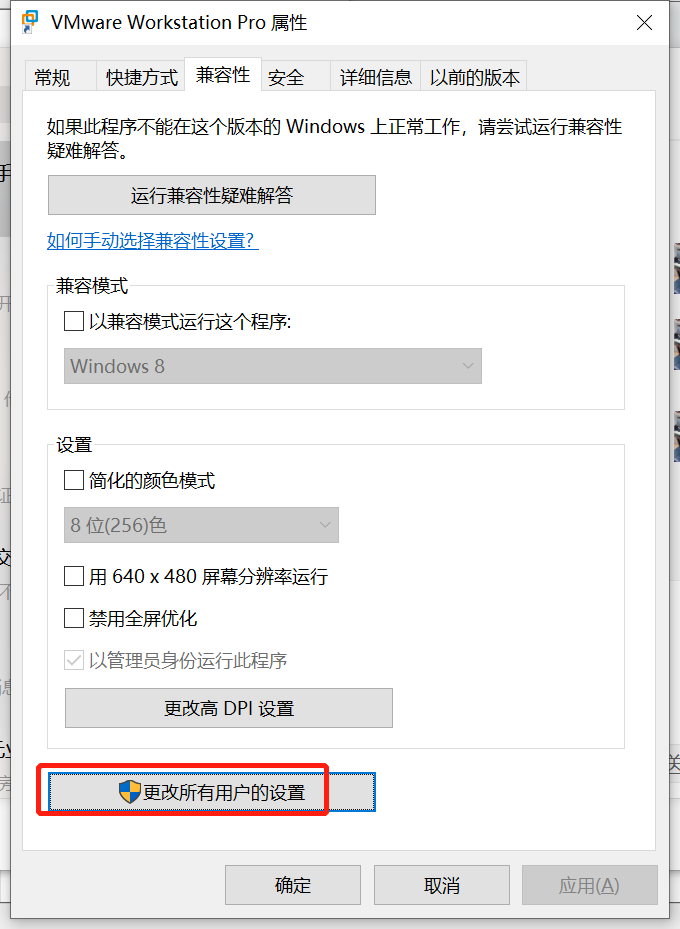 VMware Workstation Pro 属性
常规 快捷方式 兼容性 安全 详细信息 以前的版本
如果此程序不能在这个版本的 Windows 上正常工作，请尝试运行兼容性
疑难解答。
运行兼容性疑难解答
如何手动选择兼容性设置?
兼容模式
以兼容模式运行这个程序:
Windows 8
设置
简化的颜色模式
8 位(256)色
用 640 x 480 屏幕分辨率运行
禁用全屏优化
以管理员身份运行此程序
更改高 DPI 设置
更改所有用户的设置
确定 取消 应用(A)